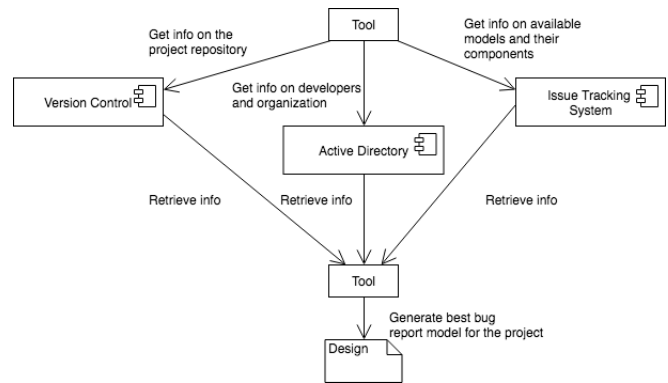 Tool
Get info on the
project repository
Get info on available
models and their
components
Get info on developers
and organization
Version Control
Issue Tracking
System
Active Directory
Retrieve info
Retrieve info
Retrieve info
Tool
Generate best bug
report model for the project
Design